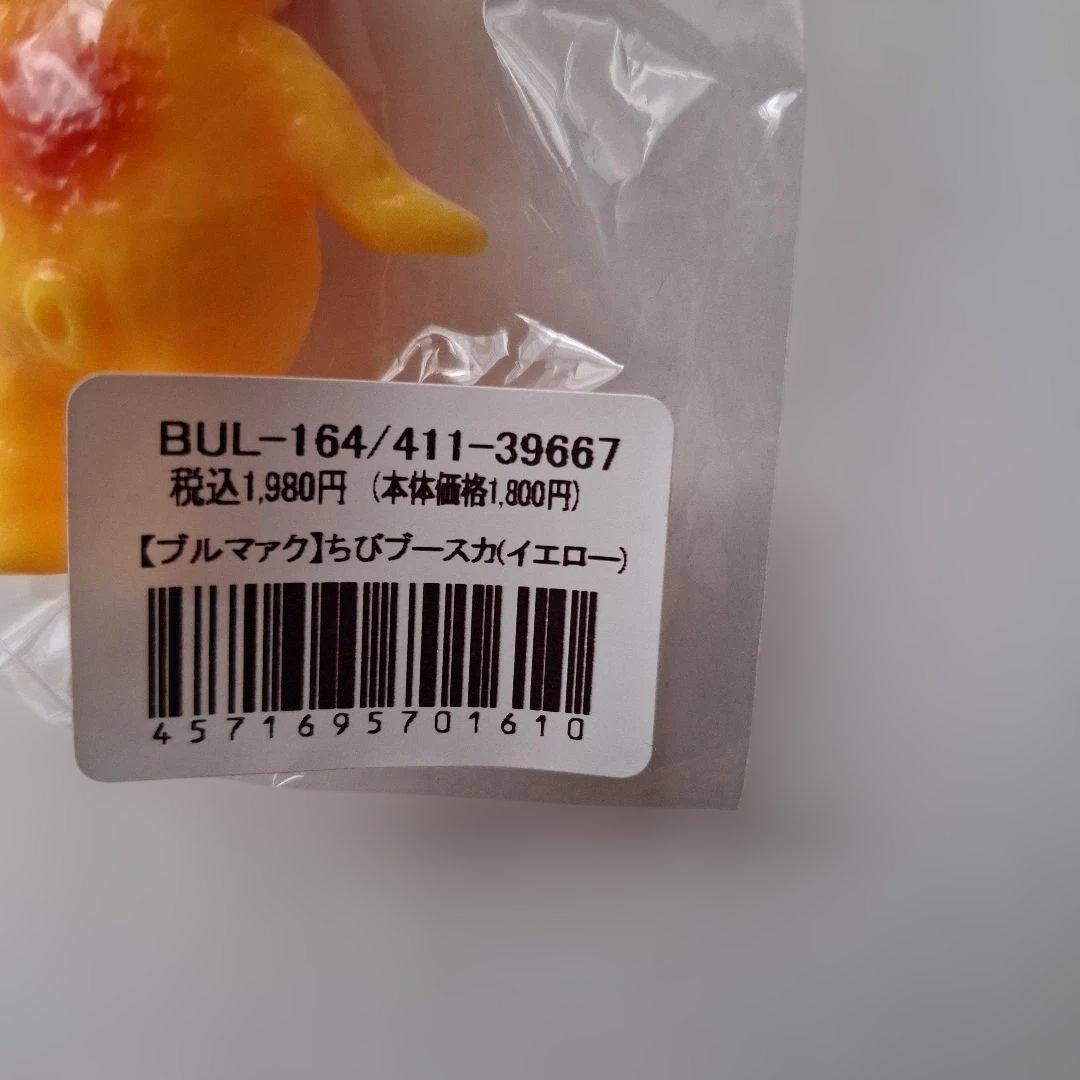 BUL-164/411-39667
税込1,980円 (本体価格1,800円)
【ブルマァク】ちびブースカ(イエロー)
4571695701610